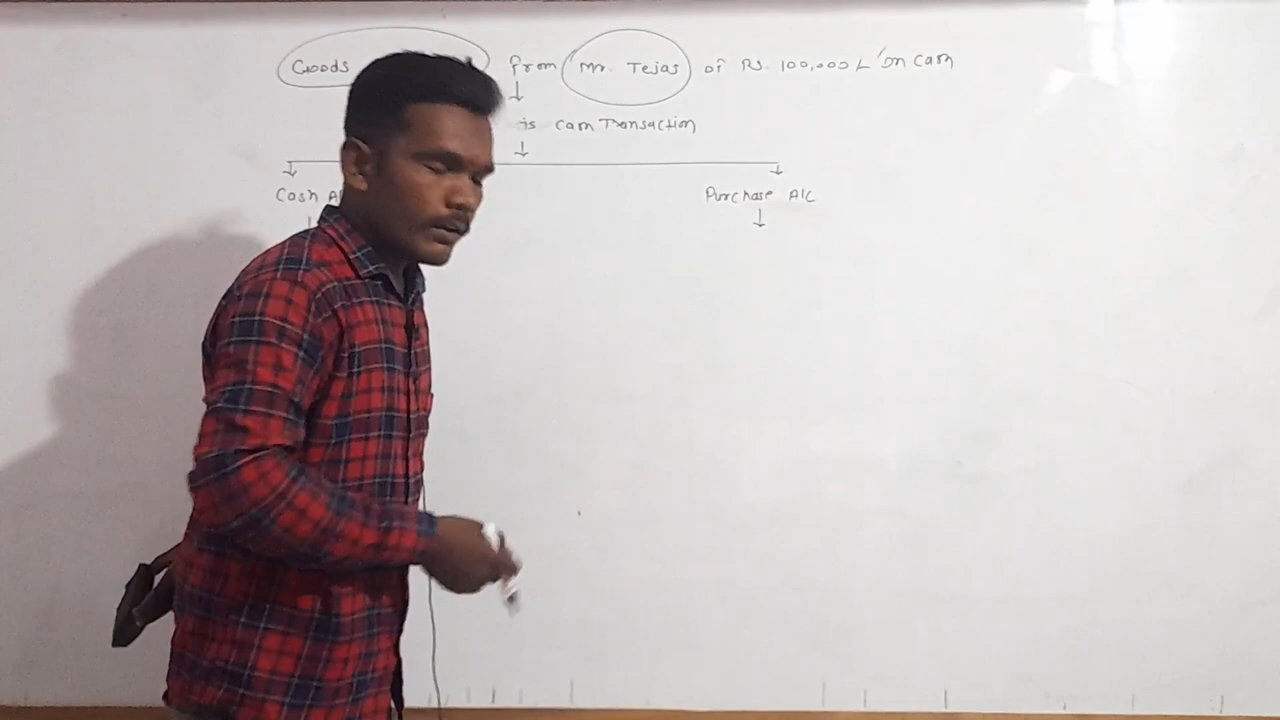 Goods from Mr. Tejas of Rs. 100,000/- on cash
is cash Transaction
Cash Purchase A/C